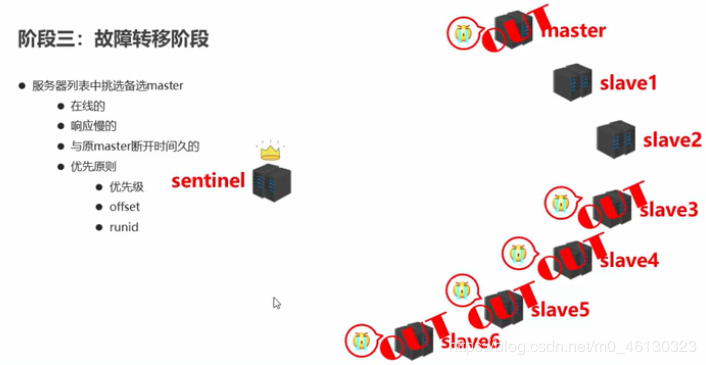 阶段三：故障转移阶段
服务器列表中挑选备选master
在线的
响应慢的
与原master断开时间久的
优先原则
优先级
offset
runid
sentinel
OUT
master
slave1
slave2
OUT
slave3
OUT
slave4
OUT
slave5
OUT
slave6
https://blog.csdn.net/m0_46130323